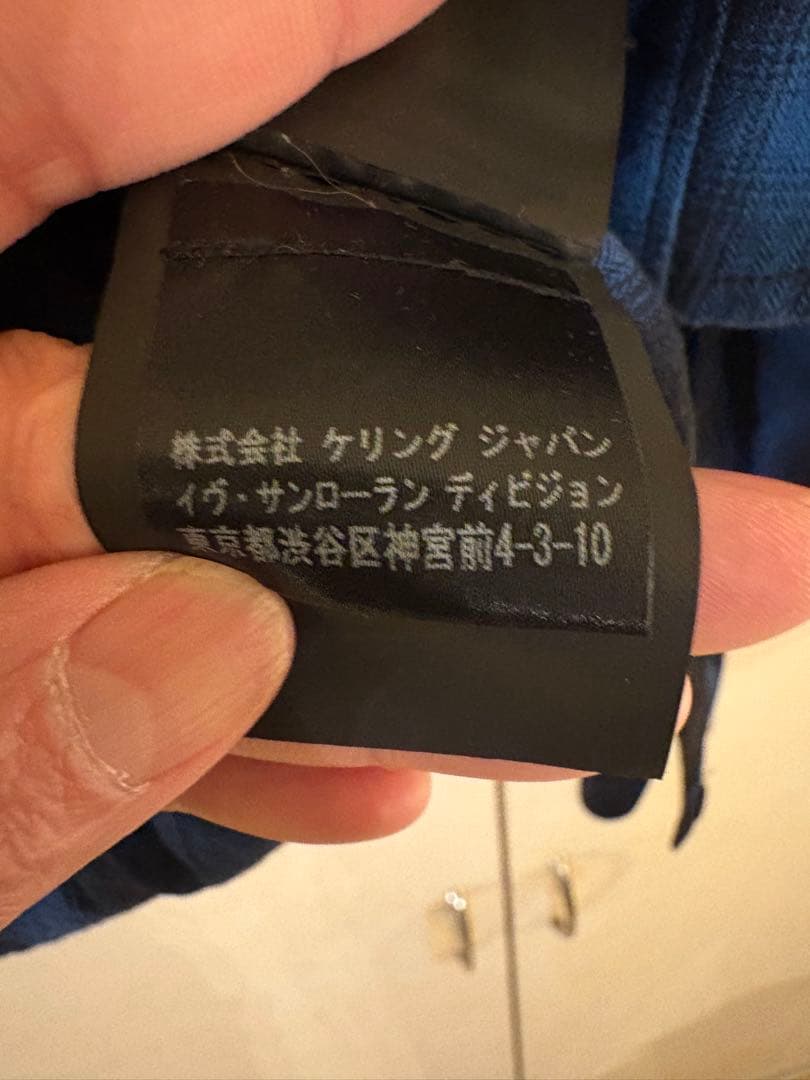 株式会社 ケリング ジャパン
イヴ・サンローラン ディビジョン
東京都渋谷区神宮前4-3-10